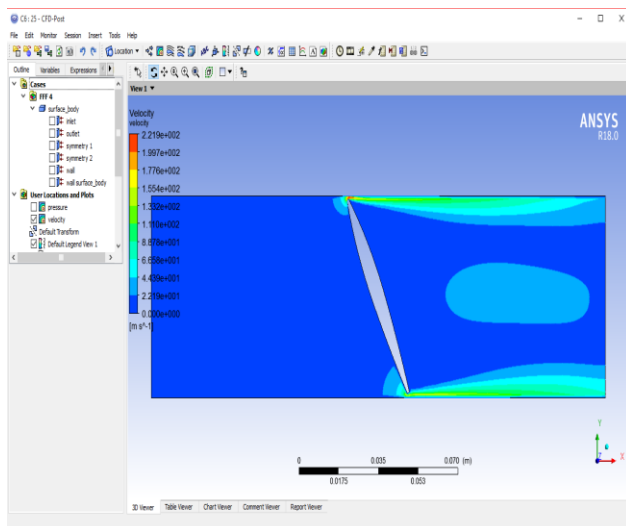 C6 : 25 - CFD-Post
File Edit Monitor Session Insert Tools Help
Location
Outline Variables Expressions
Cases
FFF 4
surface_body
inlet
outlet
symmetry 1
symmetry 2
wall
wall surface_body
User Locations and Plots
pressure
velocity
Default Transform
Default Legend View 1
View 1
Velocity
velocity
2.219e+002
1.997e+002
1.776e+002
1.554e+002
1.332e+002
1.110e+002
8.878e+001
6.658e+001
4.439e+001
2.219e+001
0.000e+000
[m s^-1]
ANSYS
R18.0
0 0.035 0.070 (m)
0.0175 0.053
Y
Z X
3D Viewer Table Viewer Chart Viewer Comment Viewer Report Viewer